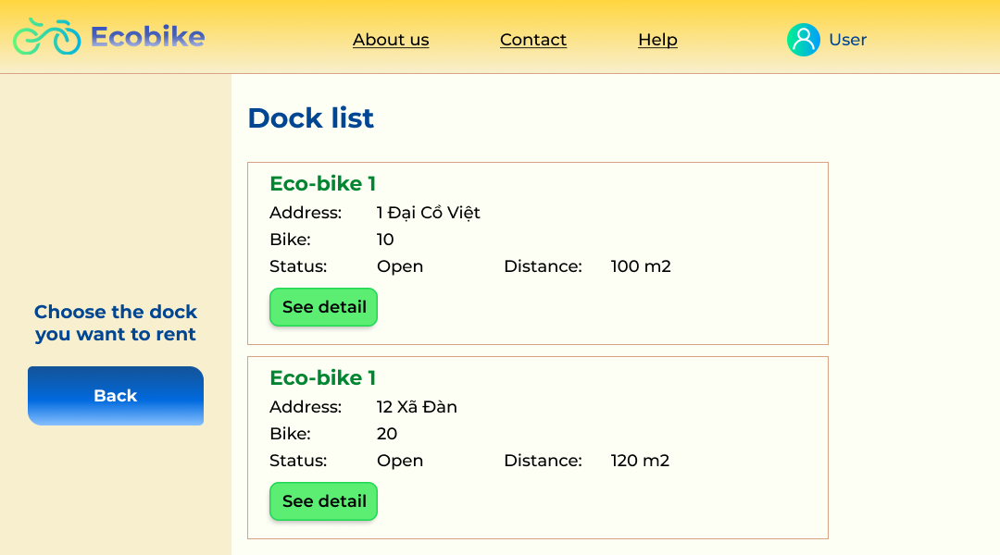 Ecobike
About us Contact Help User
Dock list
Eco-bike 1
Address: 1 Đại Cồ Việt
Bike: 10
Status: Open Distance: 100 m2
See detail
Choose the dock
you want to rent
Back
Eco-bike 1
Address: 12 Xã Đàn
Bike: 20
Status: Open Distance: 120 m2
See detail